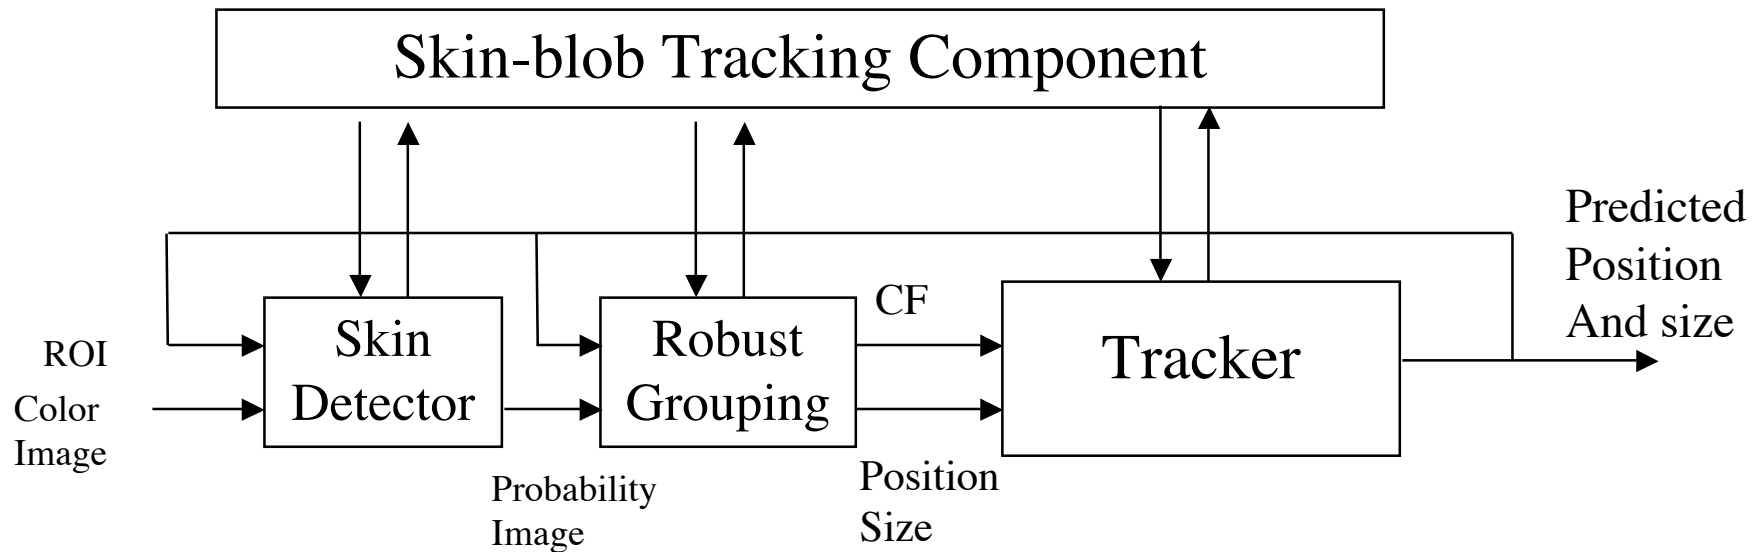 Skin-blob Tracking Component
ROI
Color
Image
Skin
Detector
Probability
Image
Robust
Grouping
CF
Position
Size
Tracker
Predicted
Position
And size